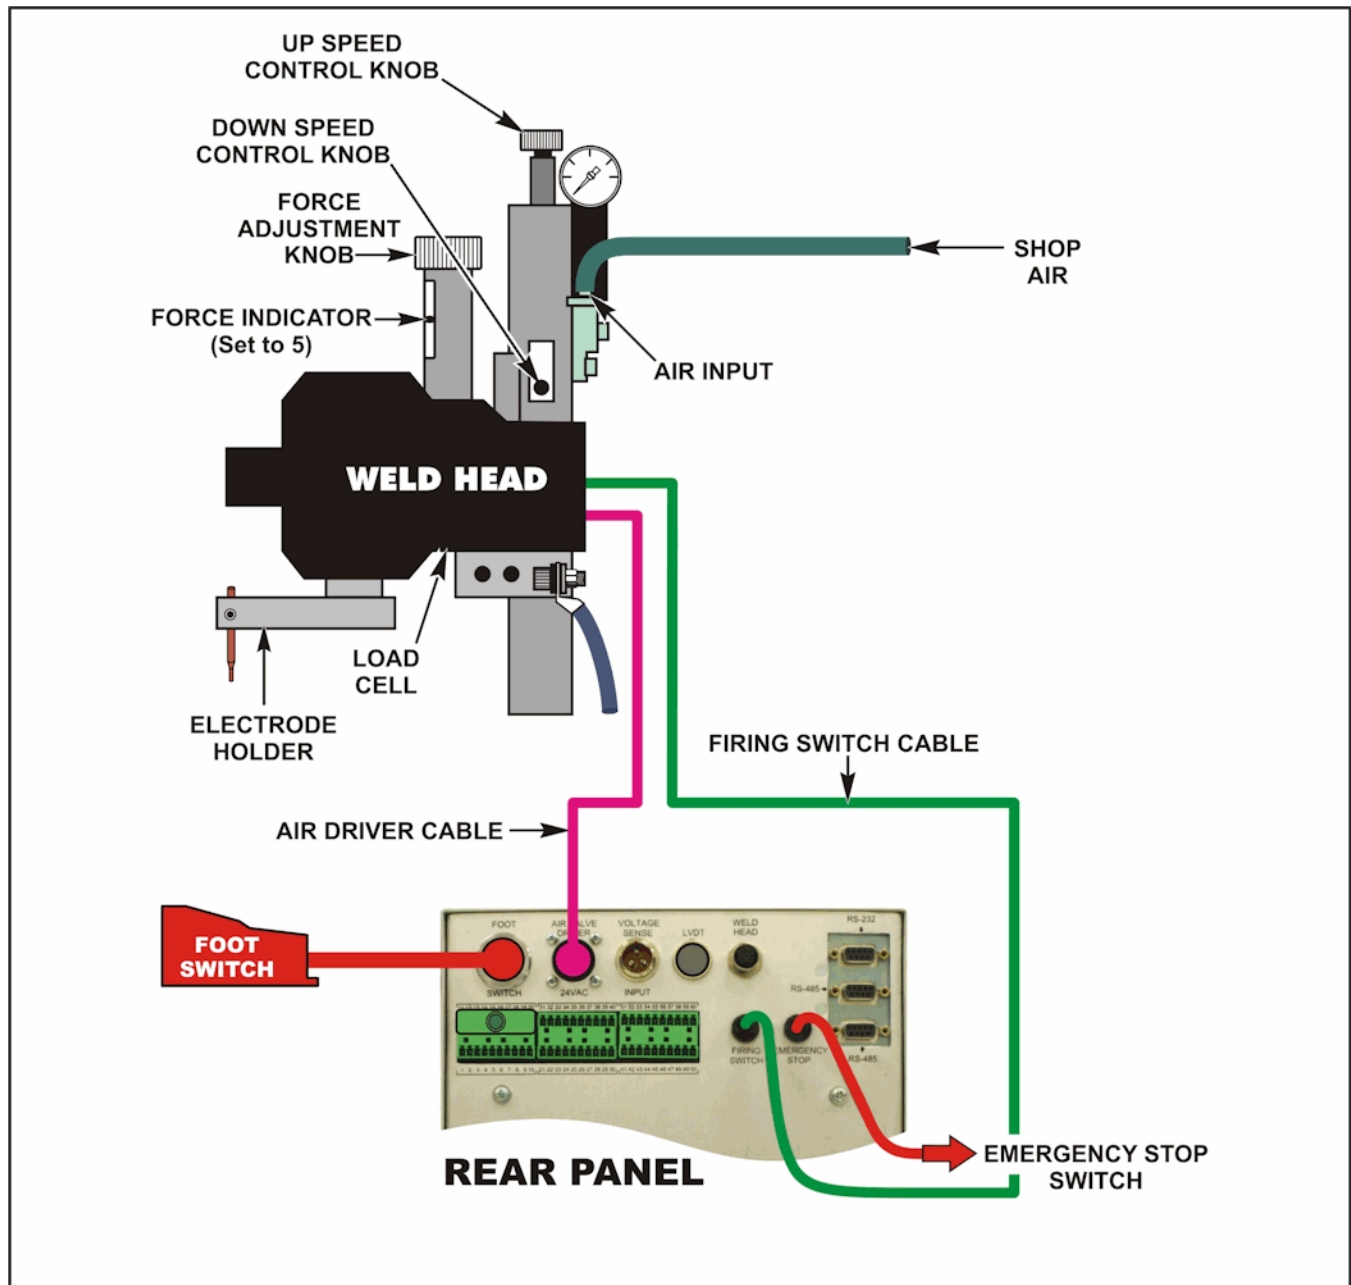 UP SPEED
CONTROL KNOB
DOWN SPEED
CONTROL KNOB
FORCE
ADJUSTMENT
KNOB
FORCE INDICATOR
(Set to 5)
SHOP
AIR
AIR INPUT
WELD HEAD
LOAD
CELL
ELECTRODE
HOLDER
FIRING SWITCH CABLE
AIR DRIVER CABLE
FOOT
SWITCH
FOOT
SWITCH
24VAC
VOLTAGE
SENSE
INPUT
LVDT
WELD
HEAD
RS-232
RS-485
RS-485
FIRING
SWITCH
EMERGENCY
STOP
EMERGENCY STOP
SWITCH
REAR PANEL